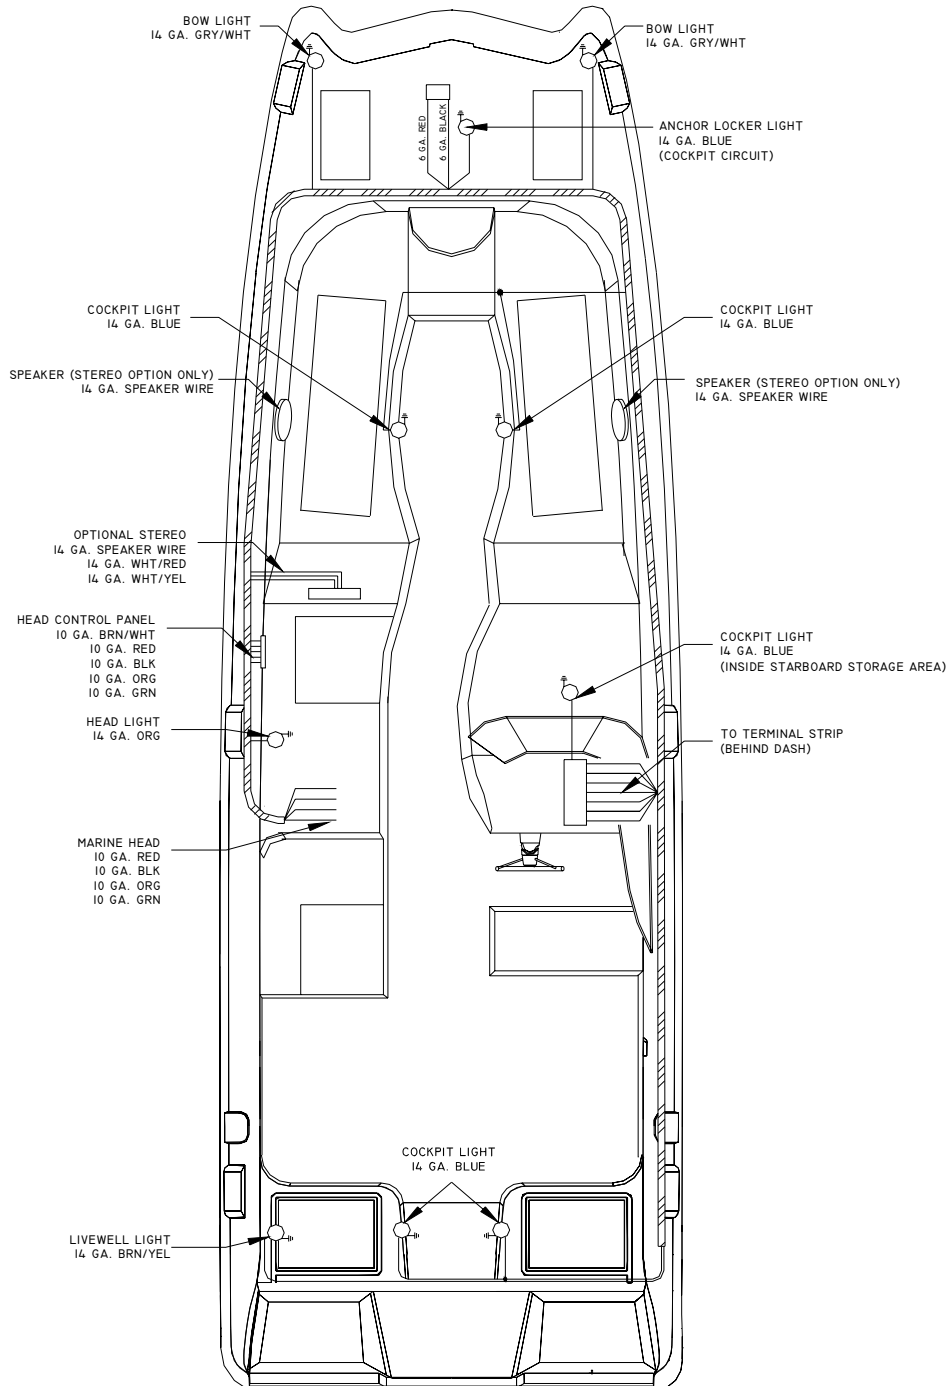 BOW LIGHT
14 GA. GRY/WHT
BOW LIGHT
14 GA. GRY/WHT
6 GA. RED
6 GA. BLACK
ANCHOR LOCKER LIGHT
14 GA. BLUE
(COCKPIT CIRCUIT)
COCKPIT LIGHT
14 GA. BLUE
COCKPIT LIGHT
14 GA. BLUE
SPEAKER (STEREO OPTION ONLY)
14 GA. SPEAKER WIRE
SPEAKER (STEREO OPTION ONLY)
14 GA. SPEAKER WIRE
OPTIONAL STEREO
14 GA. SPEAKER WIRE
14 GA. WHT/RED
14 GA. WHT/YEL
HEAD CONTROL PANEL
10 GA. BRN/WHT
10 GA. RED
10 GA. BLK
10 GA. ORG
10 GA. GRN
COCKPIT LIGHT
14 GA. BLUE
(INSIDE STARBOARD STORAGE AREA)
HEAD LIGHT
14 GA. ORG
TO TERMINAL STRIP
(BEHIND DASH)
MARINE HEAD
10 GA. RED
10 GA. BLK
10 GA. ORG
10 GA. GRN
COCKPIT LIGHT
14 GA. BLUE
LIVEWELL LIGHT
14 GA. BRN/YEL